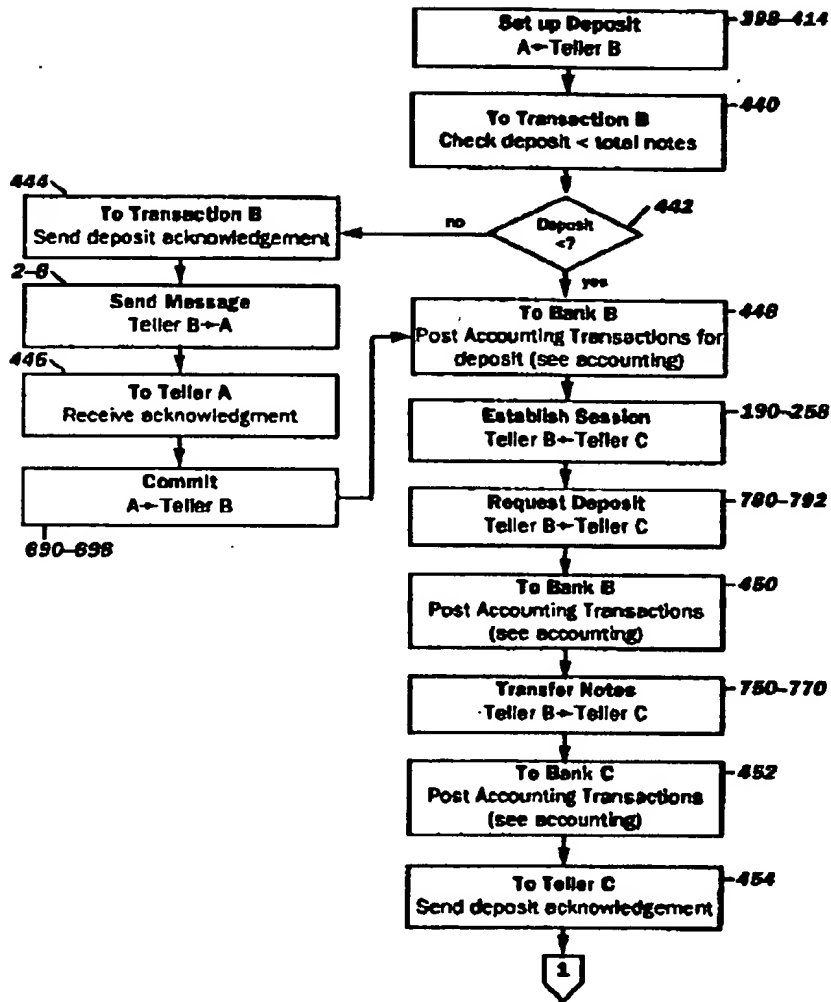 Set up Deposit
A←Teller B
398-414
To Transaction B
Check deposit < total notes
440
Deposit
<?
442
no
yes
444
To Transaction B
Send deposit acknowledgement
2-8
Send Message
Teller B←A
446
To Teller A
Receive acknowledgment
Commit
A←Teller B
690-698
To Bank B
Post Accounting Transactions for
deposit (see accounting)
448
Establish Session
Teller B←Teller C
190-258
Request Deposit
Teller B←Teller C
780-792
To Bank B
Post Accounting Transactions
(see accounting)
450
Transfer Notes
Teller B←Teller C
750-770
To Bank C
Post Accounting Transactions
(see accounting)
452
To Teller C
Send deposit acknowledgement
454
1